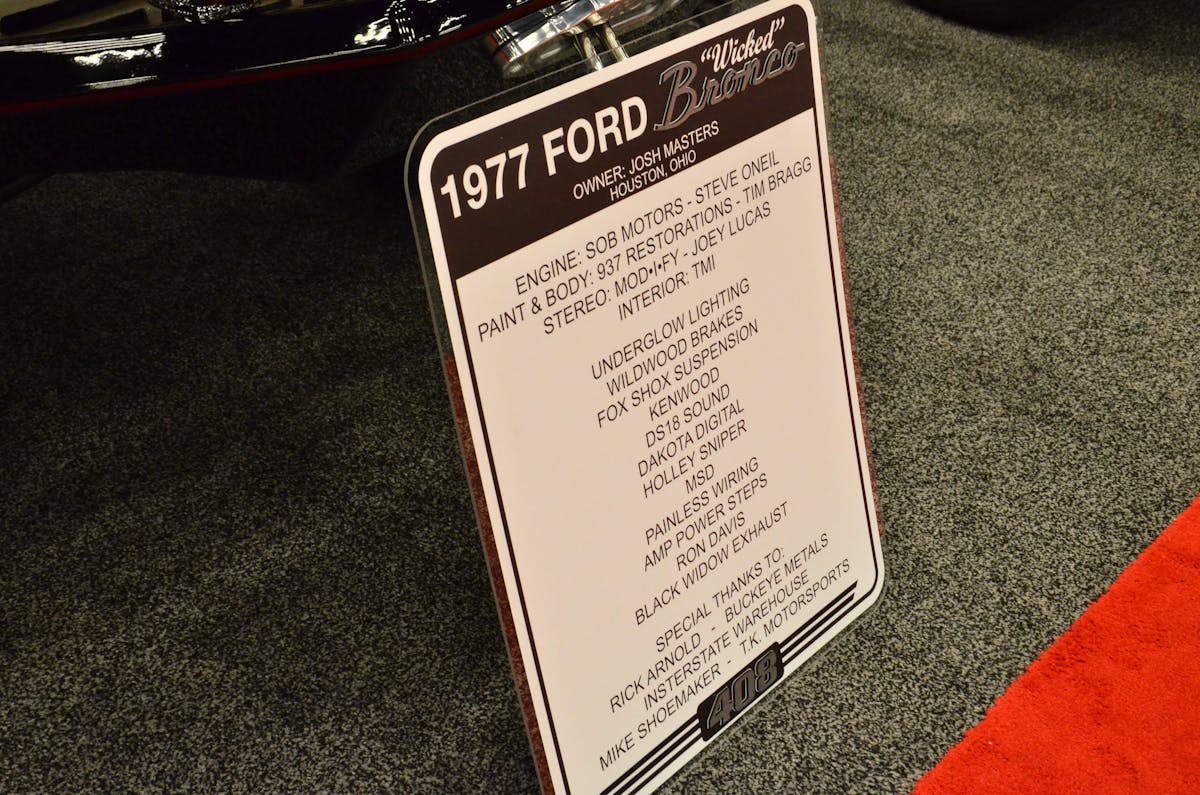 "Wicked"
1977 FORD Bronco
OWNER: JOSH MASTERS
HOUSTON, OHIO
ENGINE: SOB MOTORS - STEVE ONEIL
PAINT & BODY: 937 RESTORATIONS - TIM BRAGG
STEREO: MOD•I•FY - JOEY LUCAS
INTERIOR: TMI
UNDERGLOW LIGHTING
WILDWOOD BRAKES
FOX SHOX SUSPENSION
KENWOOD
DS18 SOUND
DAKOTA DIGITAL
HOLLEY SNIPER
MSD
PAINLESS WIRING
AMP POWER STEPS
RON DAVIS
BLACK WIDOW EXHAUST
SPECIAL THANKS TO:
RICK ARNOLD - BUCKEYE METALS
INSTERSTATE WAREHOUSE
MIKE SHOEMAKER - T.K. MOTORSPORTS
408